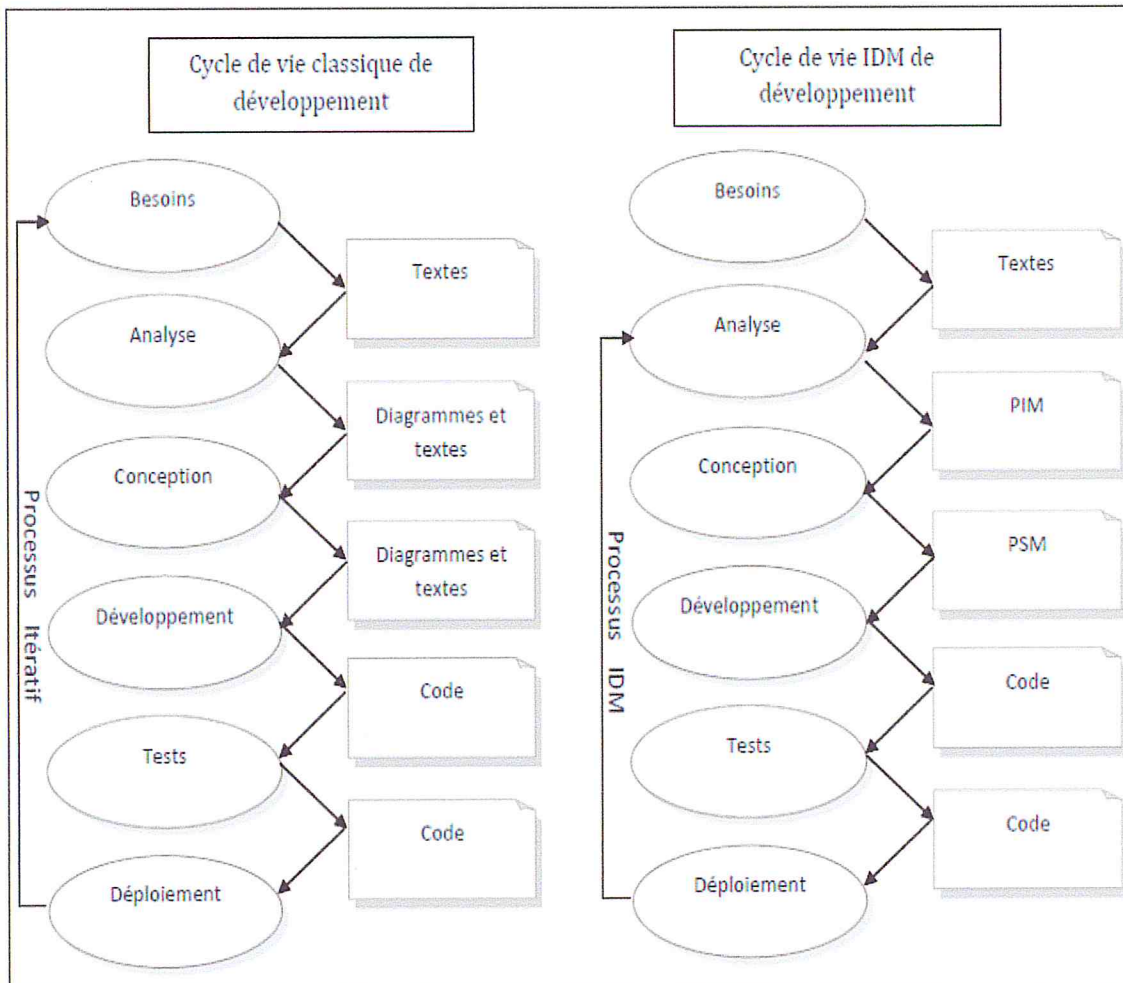 Cycle de vie classique de
développement
Besoins
Textes
Analyse
Diagrammes et
textes
Conception
Diagrammes et
textes
Développement
Code
Tests
Code
Déploiement
Processus Itératif
Cycle de vie IDM de
développement
Besoins
Textes
Analyse
PIM
Conception
PSM
Développement
Code
Tests
Code
Déploiement
Processus IDM